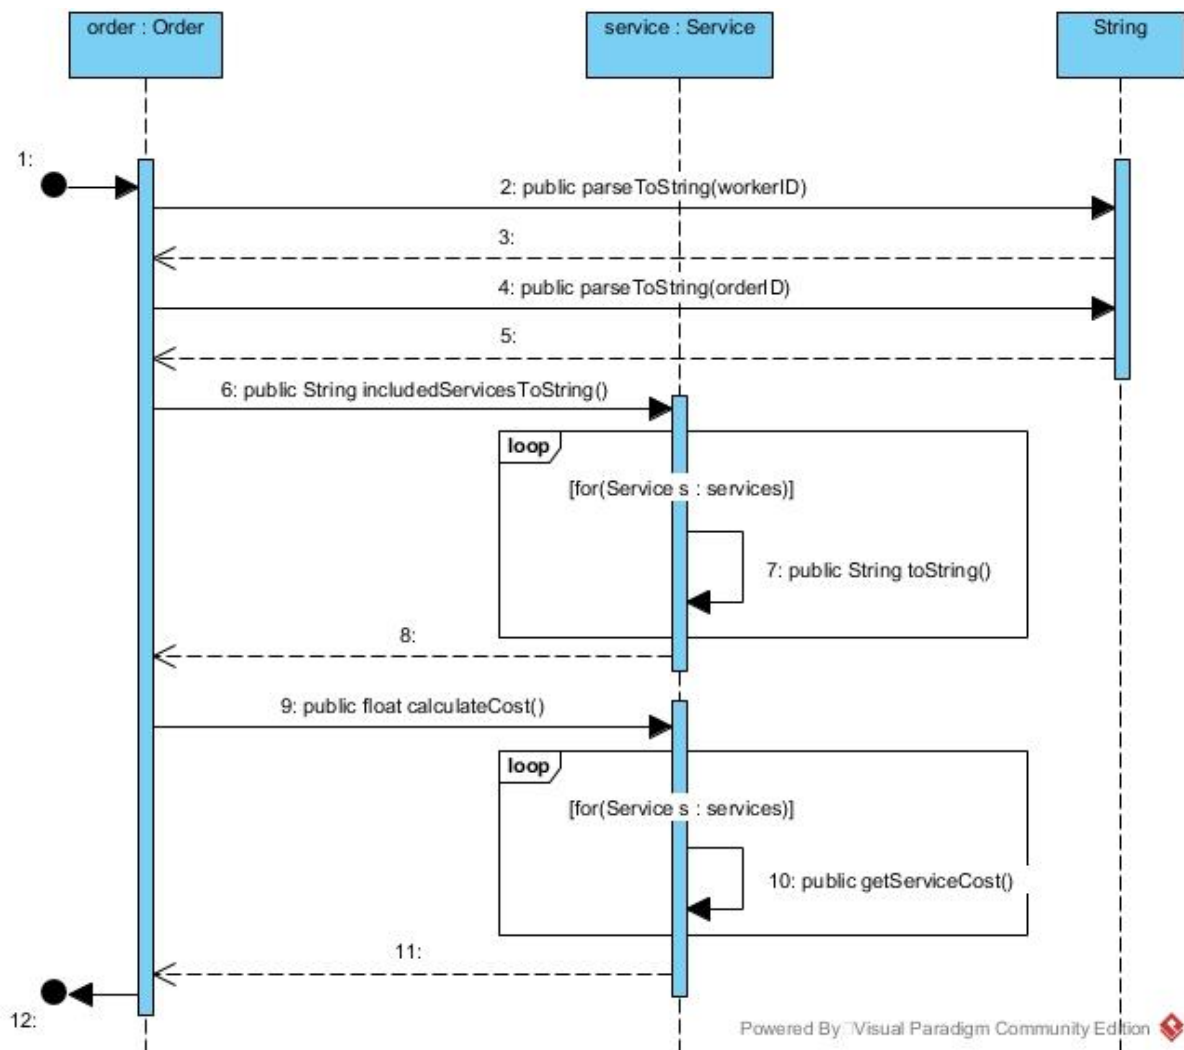 order : Order
service : Service
String
1:
2: public parseToString(workerID)
3:
4: public parseToString(orderID)
5:
6: public String includedServicesToString()
loop
[for(Service s : services)]
7: public String toString()
8:
9: public float calculateCost()
loop
[for(Service s : services)]
10: public getServiceCost()
11:
12:
Powered By Visual Paradigm Community Edition